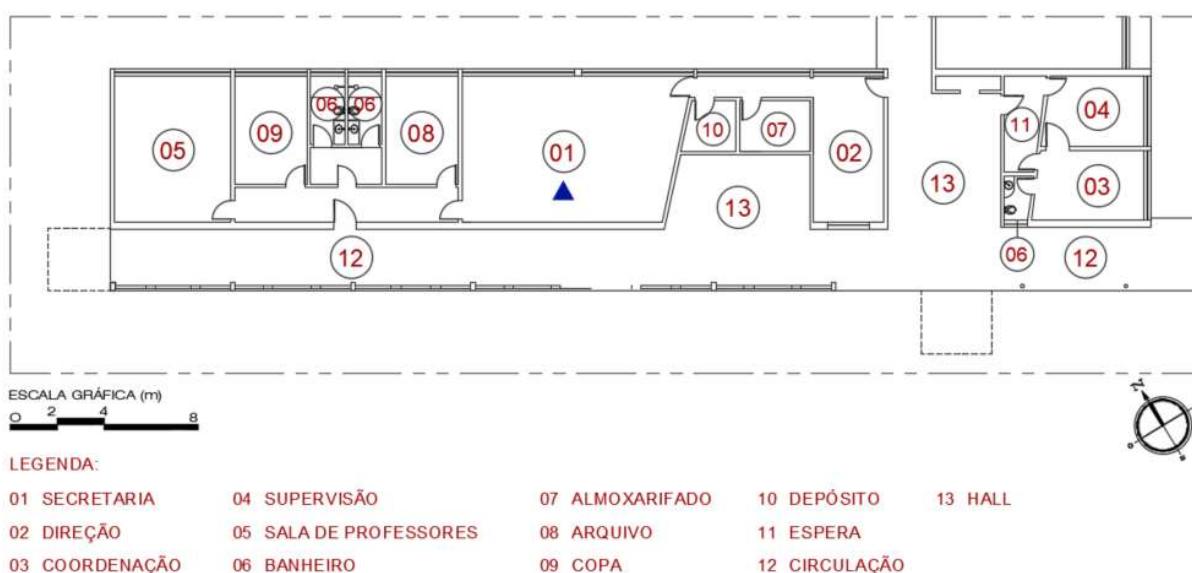 06 06
04
11
10 07
09 08
05 01 02
03
13
13
06
12 12
ESCALA GRÁFICA (m)
0 2 4 8
N
LEGENDA:
01 SECRETARIA 04 SUPERVISÃO 07 ALMOXARIFADO 10 DEPÓSITO 13 HALL
02 DIREÇÃO 05 SALA DE PROFESSORES 08 ARQUIVO 11 ESPERA
03 COORDENAÇÃO 06 BANHEIRO 09 COPA 12 CIRCULAÇÃO